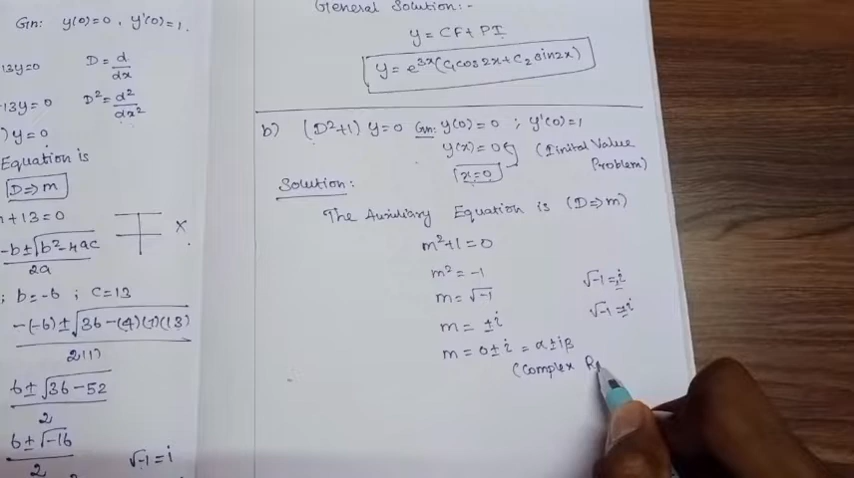 Gn: y(0)=0, y'(0)=1.
13y=0 D = d/dx
-13y=0 D² = d²/dx²
)y=0
Equation is
D=>m
+13=0
-b±√b²-4ac ×
2a
; b=-6 ; c=13
-(-6)±√36-(4)(1)(13)
2(1)
6±√36-52
2
6±√-16
2 √-1 = i
General Solution:-
y = CF + PI
y = e^3x (C₁cos2x + C₂ sin2x)
b) (D²+1) y=0 Gn: y(0)=0 ; y'(0)=1
y(x) = 0 (Initial Value
x=0 Problem)
Solution:
The Auxiliary Equation is (D=>m)
m²+1=0
m² = -1 √-1 = i
m = √-1
m = ±i
m = 0±i = α±iβ
(Complex